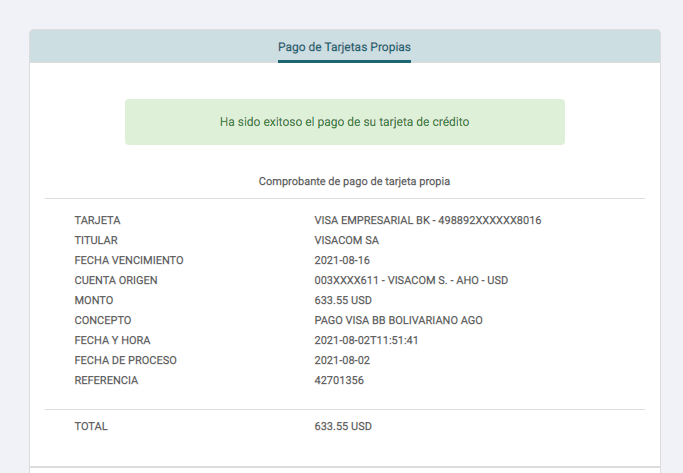 Pago de Tarjetas Propias
Ha sido exitoso el pago de su tarjeta de crédito
Comprobante de pago de tarjeta propia
TARJETA VISA EMPRESARIAL BK - 498892XXXXXX8016
TITULAR VISACOM SA
FECHA VENCIMIENTO 2021-08-16
CUENTA ORIGEN 003XXXX611 - VISACOM S. - AHO - USD
MONTO 633.55 USD
CONCEPTO PAGO VISA BB BOLIVARIANO AGO
FECHA Y HORA 2021-08-02T11:51:41
FECHA DE PROCESO 2021-08-02
REFERENCIA 42701356
TOTAL 633.55 USD